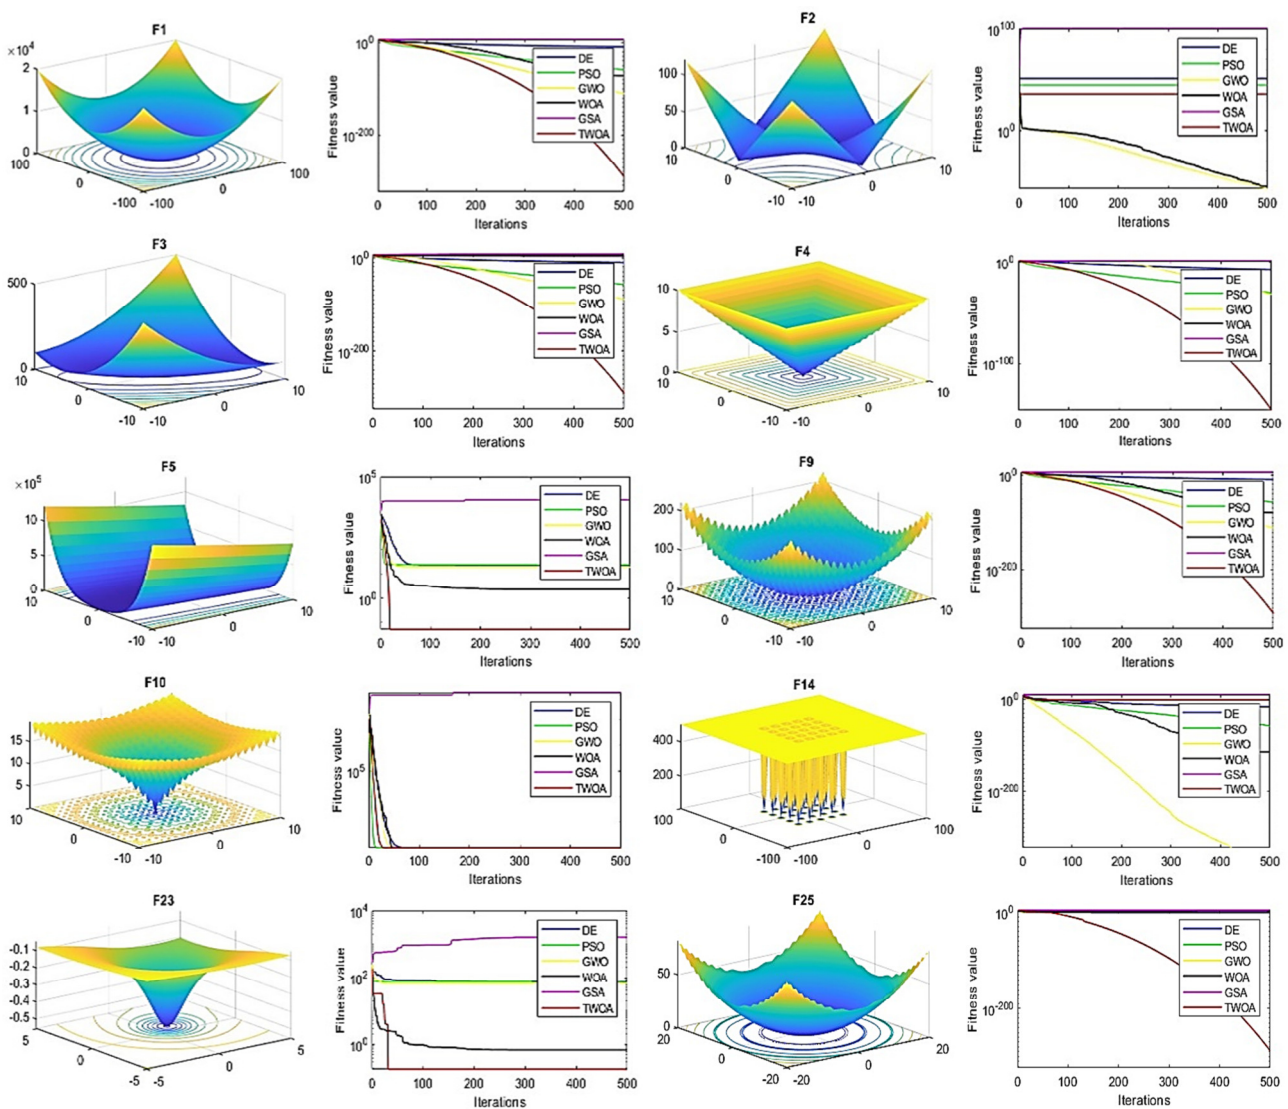 F1
×10^4
2
1
0
100
0
-100
-100
0
100
Fitness value
10^0
10^-200
0 100 200 300 400 500
Iterations
DE
PSO
GWO
WOA
GSA
TWOA
F2
100
50
0
10
0
-10
-10
0
10
Fitness value
10^100
10^0
0 100 200 300 400 500
Iterations
DE
PSO
GWO
WOA
GSA
TWOA
F3
500
0
10
0
-10
-10
0
10
Fitness value
10^0
10^-200
0 100 200 300 400 500
Iterations
DE
PSO
GWO
WOA
GSA
TWOA
F4
10
5
0
10
0
-10
-10
0
10
Fitness value
10^0
10^-100
0 100 200 300 400 500
Iterations
DE
PSO
GWO
WOA
GSA
TWOA
F5
×10^5
10
5
0
10
0
-10
-10
0
10
Fitness value
10^5
10^0
0 100 200 300 400 500
Iterations
DE
PSO
GWO
WOA
GSA
TWOA
F9
200
100
0
10
0
-10
-10
0
10
Fitness value
10^0
10^-200
0 100 200 300 400 500
Iterations
DE
PSO
GWO
WOA
GSA
TWOA
F10
15
10
5
10
0
-10
-10
0
10
Fitness value
10^5
0 100 200 300 400 500
Iterations
DE
PSO
GWO
WOA
GSA
TWOA
F14
400
200
100
0
-100
-100
0
100
Fitness value
10^0
10^-200
0 100 200 300 400 500
Iterations
DE
PSO
GWO
WOA
GSA
TWOA
F23
-0.1
-0.2
-0.3
-0.4
-0.5
5
0
-5
-5
0
5
Fitness value
10^4
10^2
10^0
0 100 200 300 400 500
Iterations
DE
PSO
GWO
WOA
GSA
TWOA
F25
50
0
20
0
-20
-20
0
20
Fitness value
10^0
10^-200
0 100 200 300 400 500
Iterations
DE
PSO
GWO
WOA
GSA
TWOA